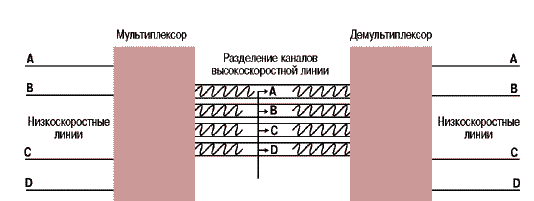 Мультиплексор
Демультиплексор
Разделение каналов
высокоскоростной линии
A
B
Низкоскоростные
линии
C
D
A
B
C
D
A
B
Низкоскоростные
линии
C
D